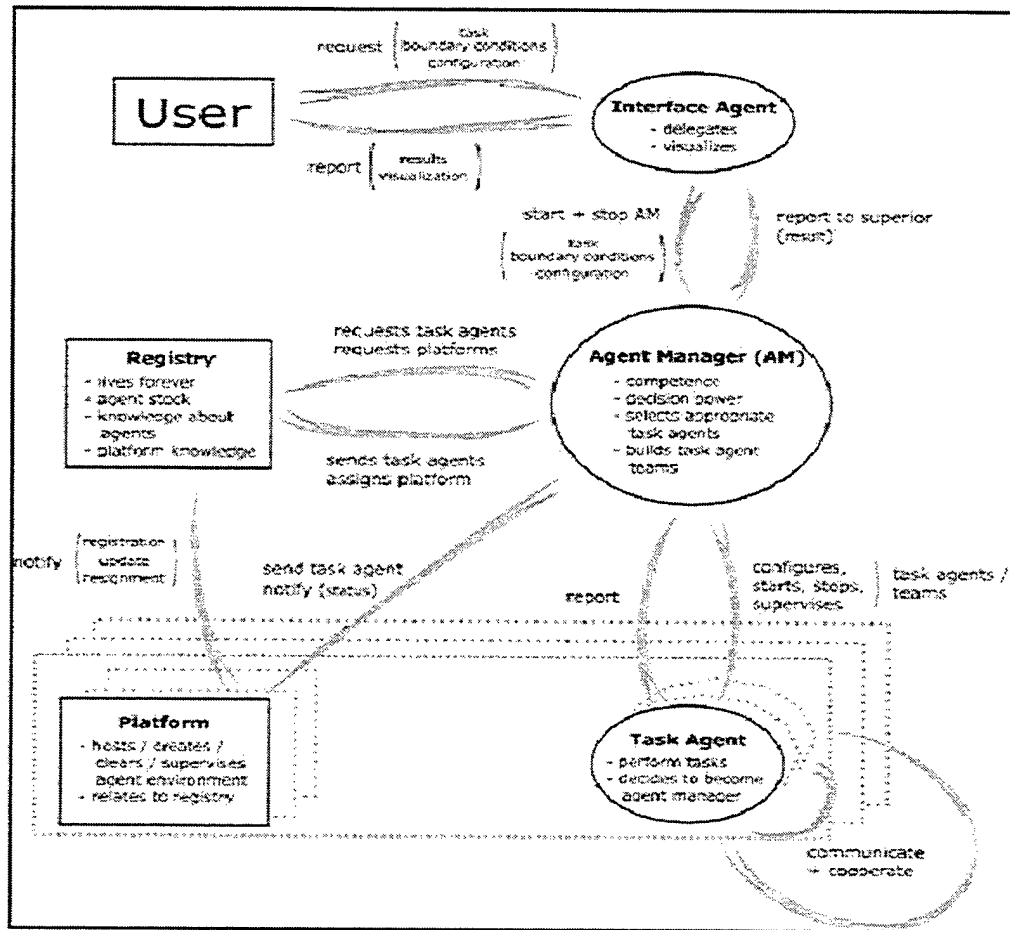 request
task
boundary conditions
configuration
User
Interface Agent
- delegates
- visualizes
report
results
visualization
start + stop AM
task
boundary conditions
configuration
report to superior
(result)
requests task agents
requests platforms
Registry
- lives forever
- agent stock
- knowledge about
agents
- platform knowledge
Agent Manager (AM)
- competence
- decision power
- selects appropriate
task agents
- builds task agent
teams
sends task agents
assigns platform
notify
registration
update
resignment
send task agent
notify (status)
report
configures,
starts, stops,
supervises
task agents /
teams
Platform
- hosts / creates /
clears / supervises
agent environment
- relates to registry
Task Agent
- perform tasks
- decides to become
agent manager
communicate
+ cooperate